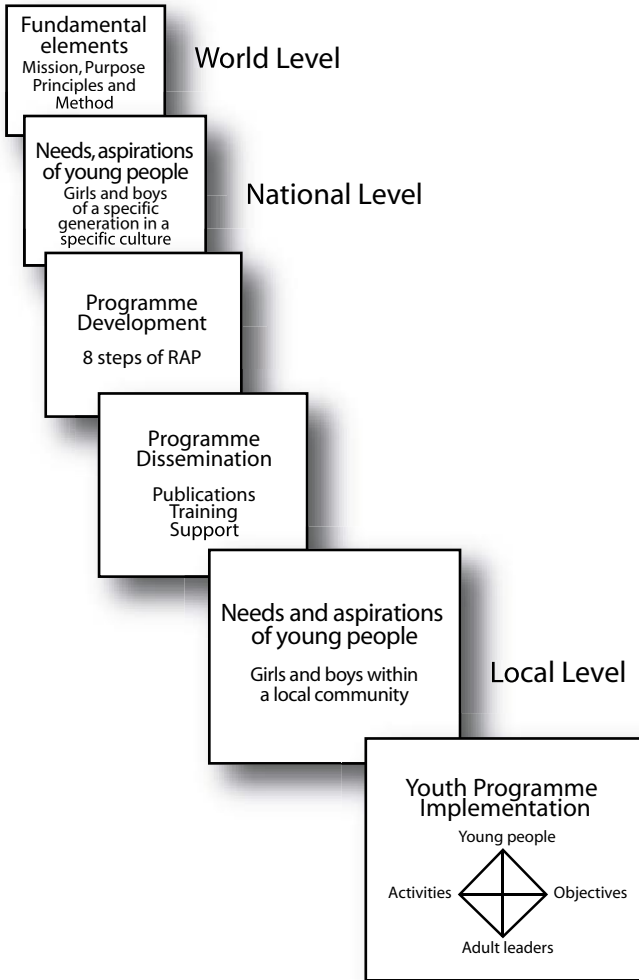 Fundamental
elements
Mission, Purpose
Principles and
Method
World Level
Needs, aspirations
of young people
Girls and boys
of a specific
generation in a
specific culture
National Level
Programme
Development
8 steps of RAP
Programme
Dissemination
Publications
Training
Support
Needs and aspirations
of young people
Girls and boys within
a local community
Local Level
Youth Programme
Implementation
Young people
Activities
Objectives
Adult leaders